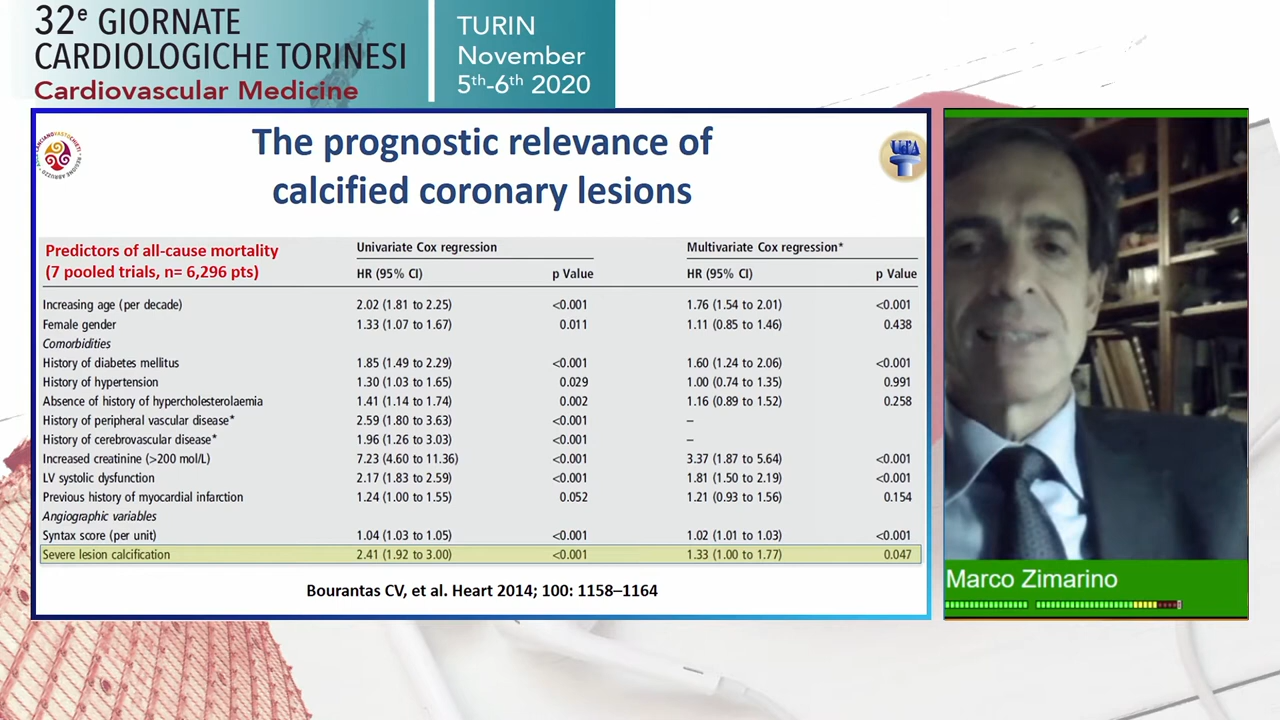 32e GIORNATE
CARDIOLOGICHE TORINESI
Cardiovascular Medicine
TURIN
November
5th-6th 2020
The prognostic relevance of
calcified coronary lesions
UFA
Predictors of all-cause mortality
(7 pooled trials, n= 6,296 pts)
Univariate Cox regression Multivariate Cox regression*
HR (95% CI) p Value HR (95% CI) p Value
Increasing age (per decade) 2.02 (1.81 to 2.25) <0.001 1.76 (1.54 to 2.01) <0.001
Female gender 1.33 (1.07 to 1.67) 0.011 1.11 (0.85 to 1.46) 0.438
Comorbidities
History of diabetes mellitus 1.85 (1.49 to 2.29) <0.001 1.60 (1.24 to 2.06) <0.001
History of hypertension 1.30 (1.03 to 1.65) 0.029 1.00 (0.74 to 1.35) 0.991
Absence of history of hypercholesterolaemia 1.41 (1.14 to 1.74) 0.002 1.16 (0.89 to 1.52) 0.258
History of peripheral vascular disease* 2.59 (1.80 to 3.63) <0.001 –
History of cerebrovascular disease* 1.96 (1.26 to 3.03) <0.001 –
Increased creatinine (>200 mol/L) 7.23 (4.60 to 11.36) <0.001 3.37 (1.87 to 5.64) <0.001
LV systolic dysfunction 2.17 (1.83 to 2.59) <0.001 1.81 (1.50 to 2.19) <0.001
Previous history of myocardial infarction 1.24 (1.00 to 1.55) 0.052 1.21 (0.93 to 1.56) 0.154
Angiographic variables
Syntax score (per unit) 1.04 (1.03 to 1.05) <0.001 1.02 (1.01 to 1.03) <0.001
Severe lesion calcification 2.41 (1.92 to 3.00) <0.001 1.33 (1.00 to 1.77) 0.047
Bourantas CV, et al. Heart 2014; 100: 1158–1164
Marco Zimarino